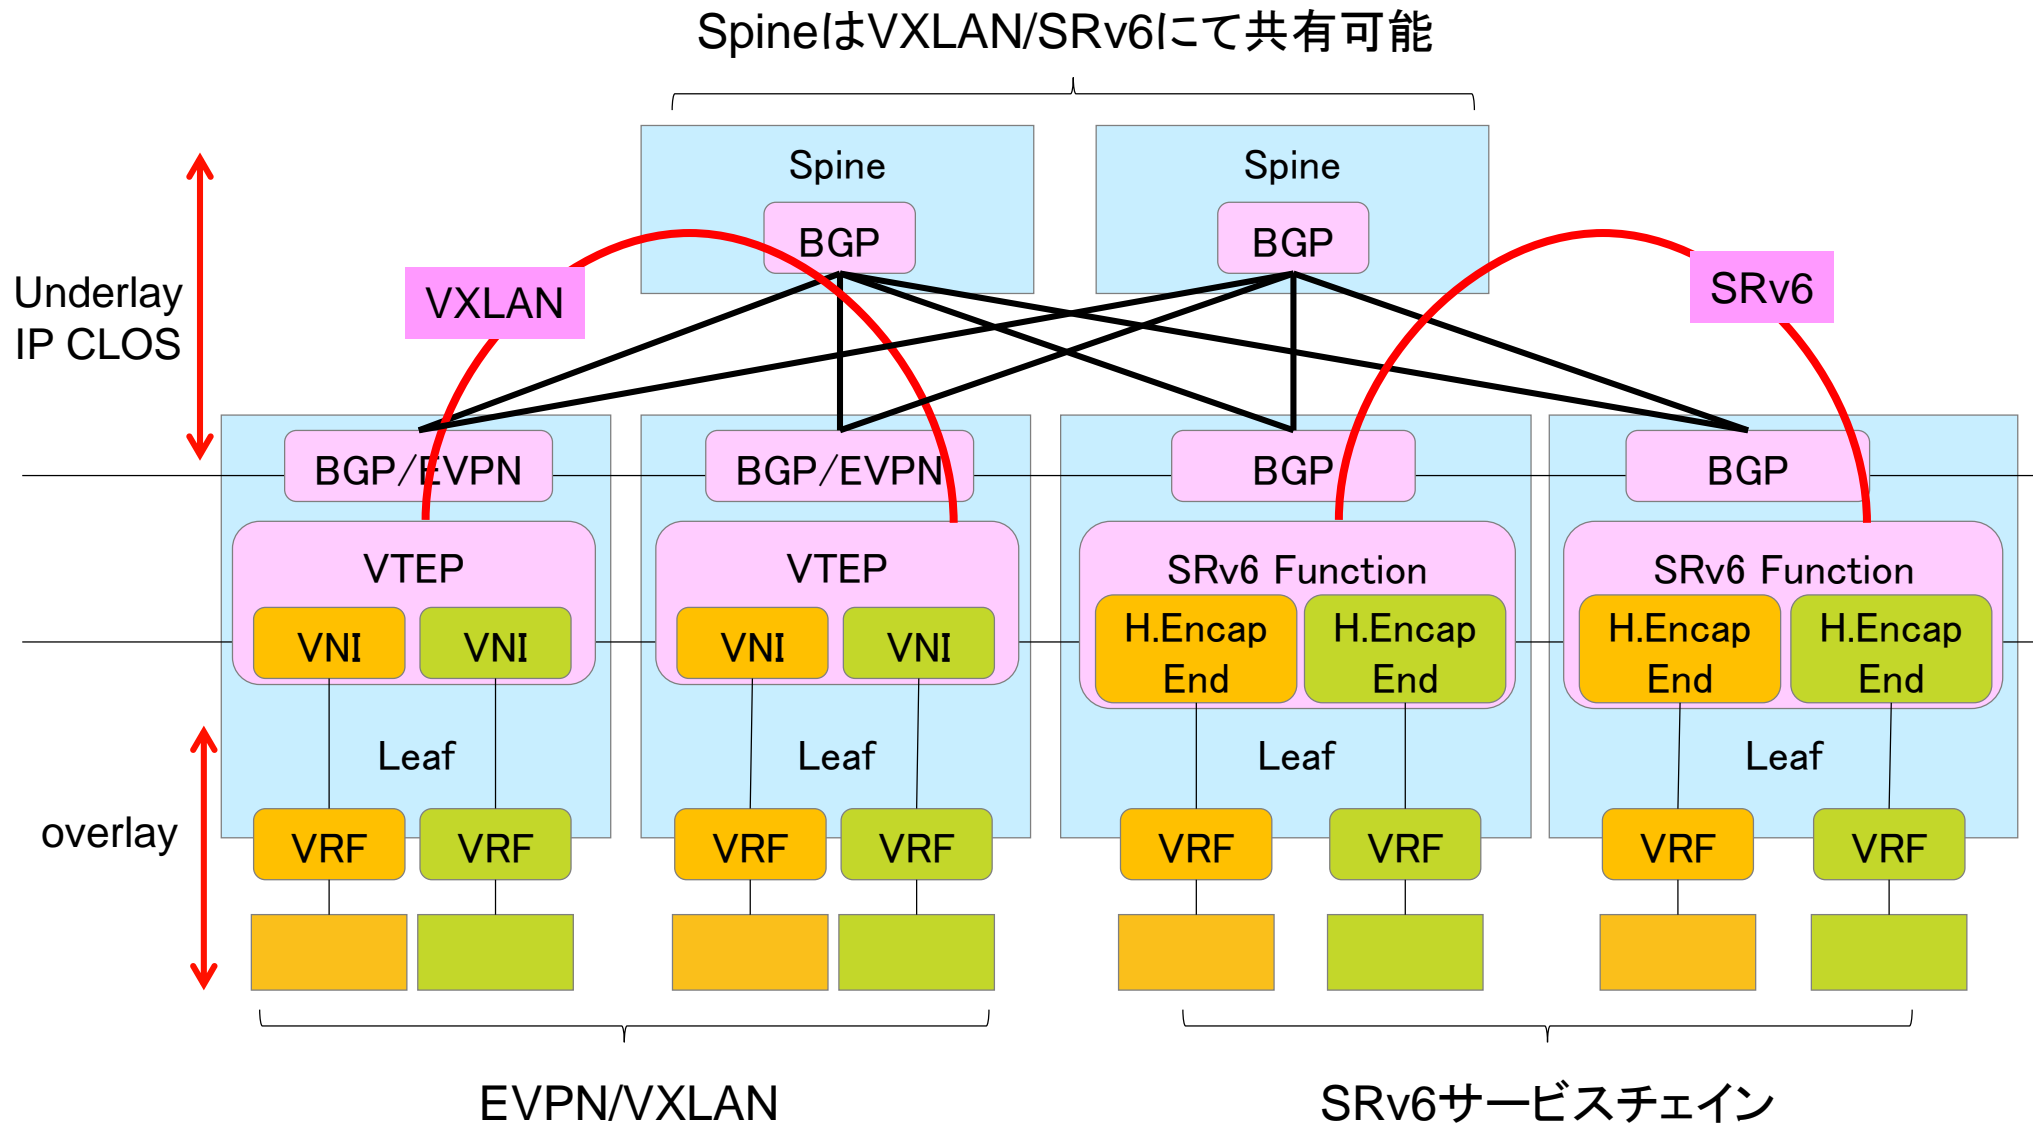 SpineはVXLAN/SRv6にて共有可能
Spine
Spine
BGP
BGP
VXLAN
SRv6
Underlay
IP CLOS
BGP/EVPN
BGP/EVPN
BGP
BGP
VTEP
VTEP
SRv6 Function
SRv6 Function
VNI
VNI
VNI
VNI
H.Encap
End
H.Encap
End
H.Encap
End
H.Encap
End
Leaf
Leaf
Leaf
Leaf
overlay
VRF
VRF
VRF
VRF
VRF
VRF
VRF
VRF
EVPN/VXLAN
SRv6サービスチェイン